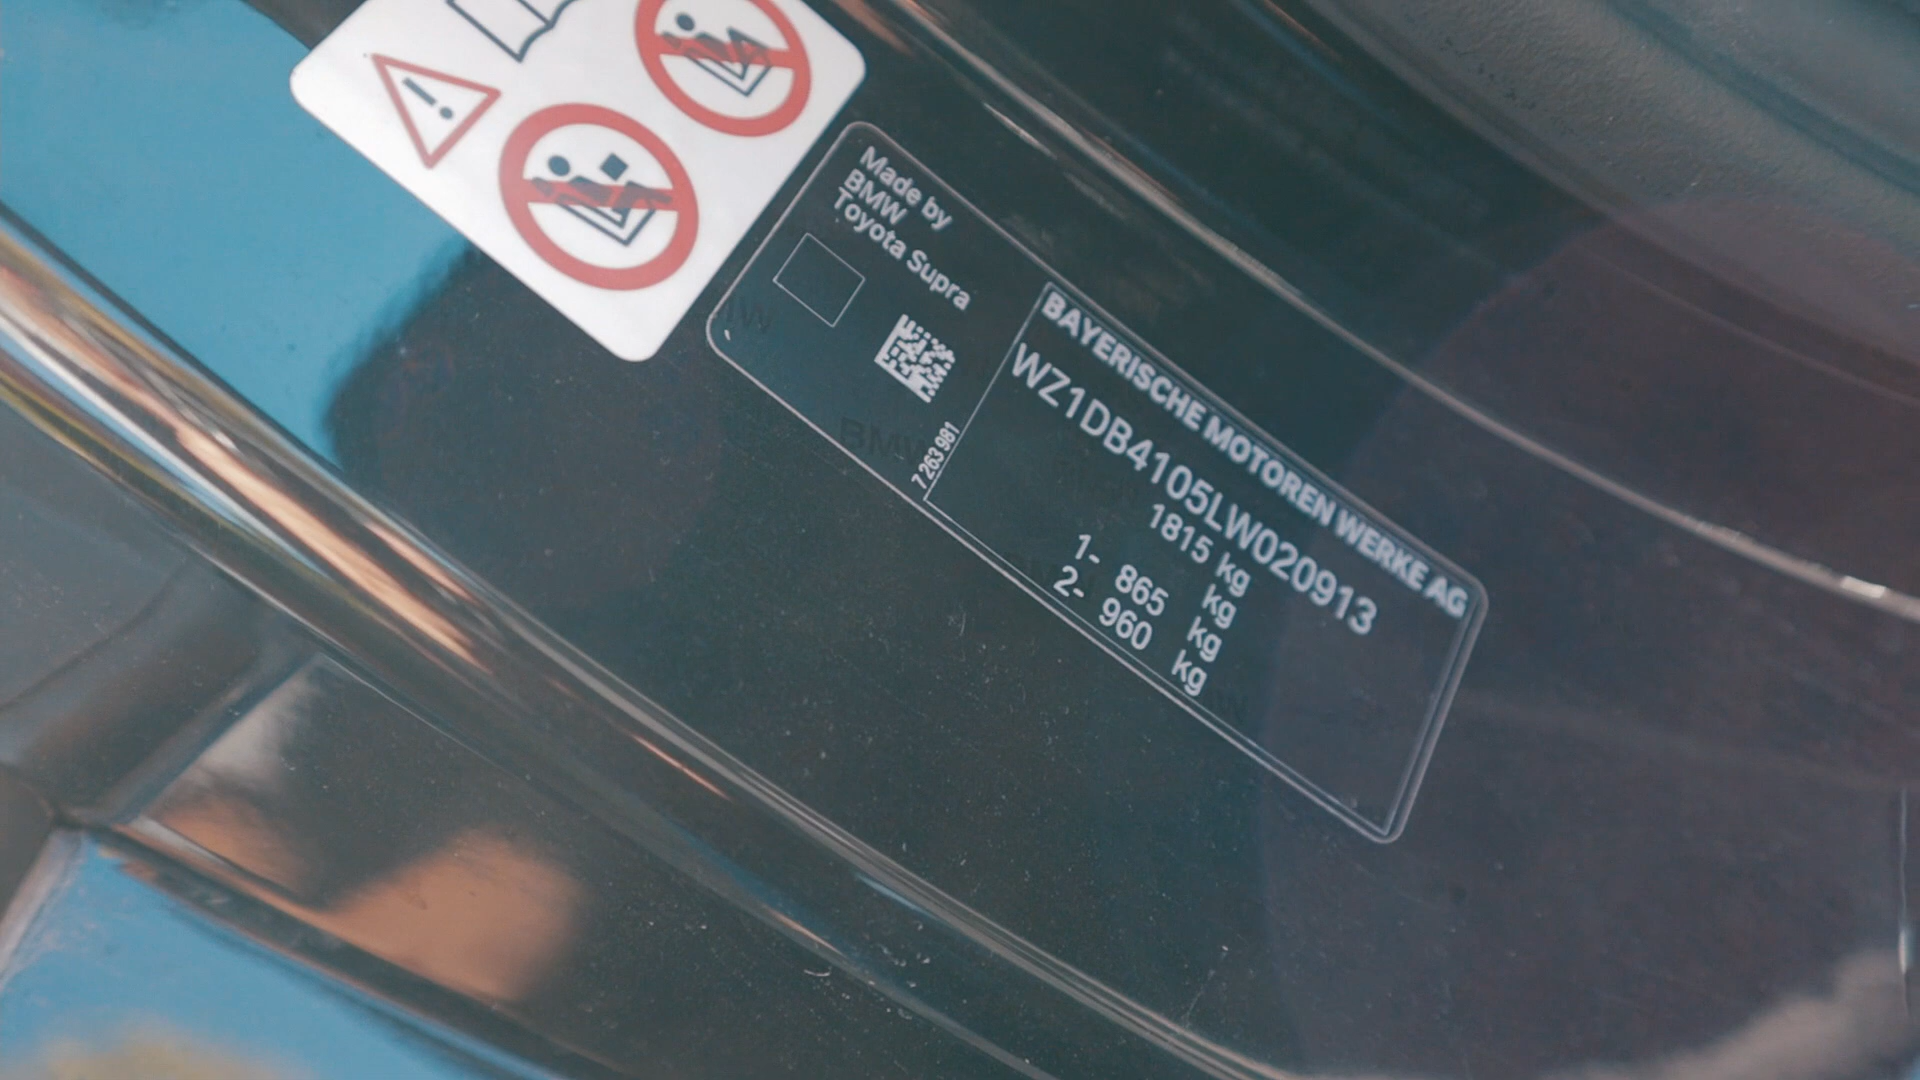 Made by
BMW
Toyota Supra
7 263 981
BAYERISCHE MOTOREN WERKE AG
WZ1DB4105LW020913
1815 kg
kg
1- 865 kg
2- 960 kg